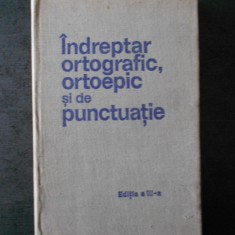 Îndreptar
ortografic,
ortoepic
și de
punctuație
Ediția a III-a